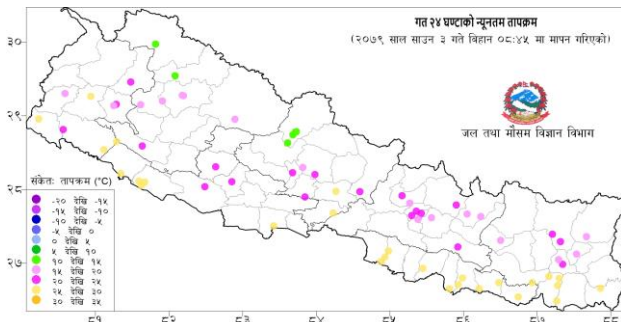 गत २४ घण्टाको न्यूनतम तापक्रम
(२०७९ साल साउन ३ गते बिहान ०८:४५ मा मापन गरिएको)
जल तथा मौसम विज्ञान विभाग
३०
२९
२८
२७
संकेतः तापक्रम (°C)
-२० देखि -१५
-१५ देखि -१०
-१० देखि -५
-५ देखि ०
० देखि ५
५ देखि १०
१० देखि १५
१५ देखि २०
२० देखि २५
२५ देखि ३०
३० देखि ३५
८१ ८२ ८३ ८४ ८५ ८६ ८७ ८८